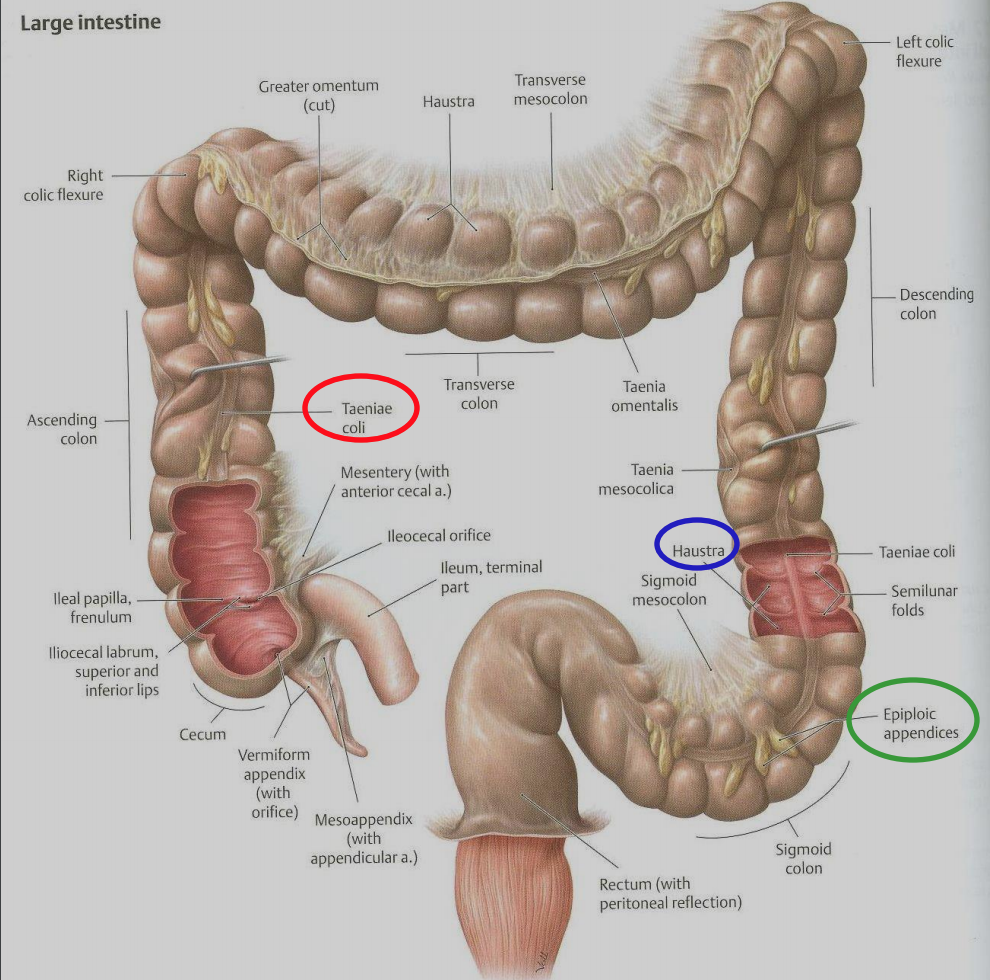 Large intestine
Left colic
flexure
Greater omentum
(cut)
Haustra
Transverse
mesocolon
Right
colic flexure
Descending
colon
Transverse
colon
Taenia
omentalis
Taeniae
coli
Ascending
colon
Mesentery (with
anterior cecal a.)
Taenia
mesocolica
Ileocecal orifice
Haustra
Taeniae coli
Ileum, terminal
part
Sigmoid
mesocolon
Semilunar
folds
Ileal papilla,
frenulum
Iliocecal labrum,
superior and
inferior lips
Epiploic
appendices
Cecum
Vermiform
appendix
(with
orifice)
Mesoappendix
(with
appendicular a.)
Sigmoid
colon
Rectum (with
peritoneal reflection)